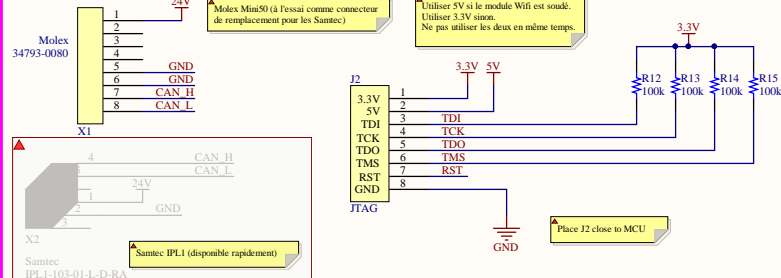 24V
Molex Mini50 (à l'essai comme connecteur
de remplacement pour les Samtec)
Utiliser 5V si le module Wifi est soudé.
Utiliser 3.3V sinon.
Ne pas utiliser les deux en même temps.
Molex
34793-0080
1
2
3
4
5 GND
6 GND
7 CAN_H
8 CAN_L
X1
3.3V
R12 100k
R13 100k
R14 100k
R15 100k
J2
3.3V 5V
3.3V 1
5V 2
TDI 3 TDI
TCK 4 TCK
TDO 5 TDO
TMS 6 TMS
RST 7 RST
GND 8
JTAG
GND
Place J2 close to MCU
4 CAN_H
CAN_L
24V
1
2 GND
3
X2
Samtec
IPL1-103-01-L-D-RA
Samtec IPL1 (disponible rapidement)